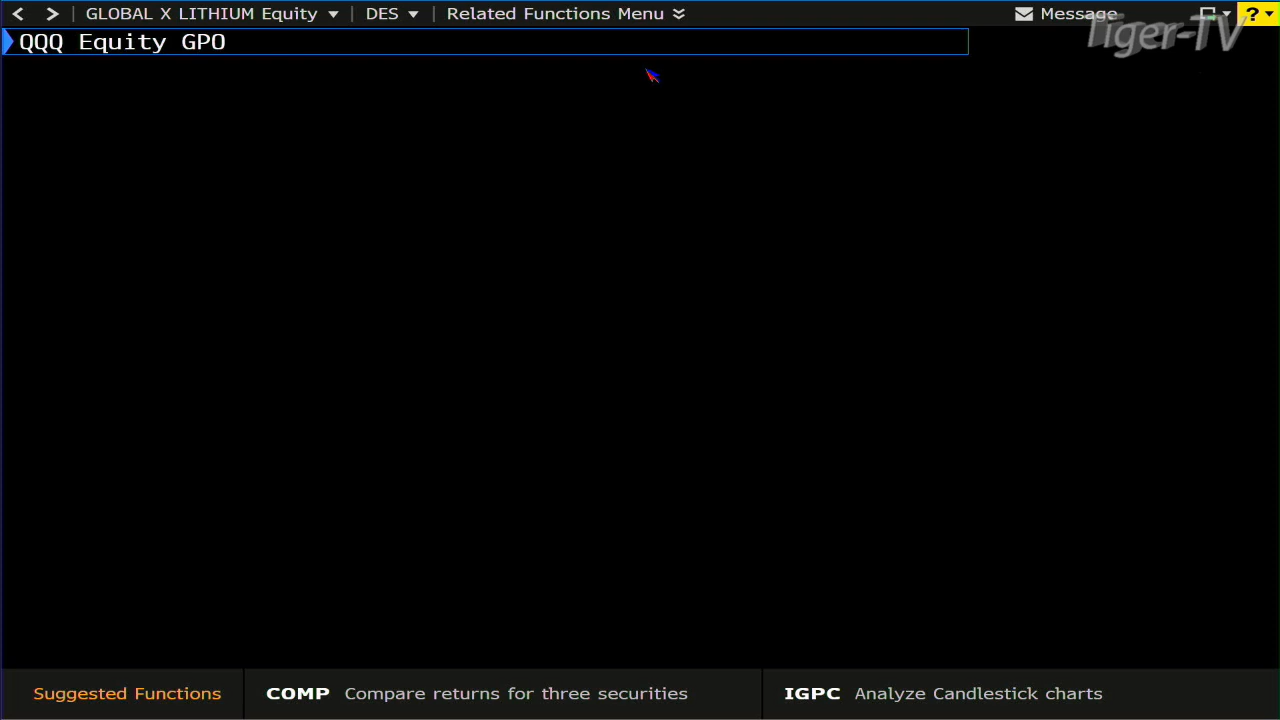 GLOBAL X LITHIUM Equity | DES | Related Functions Menu Message ?
Tiger-TV
QQQ Equity GPO
Suggested Functions COMP Compare returns for three securities IGPC Analyze Candlestick charts